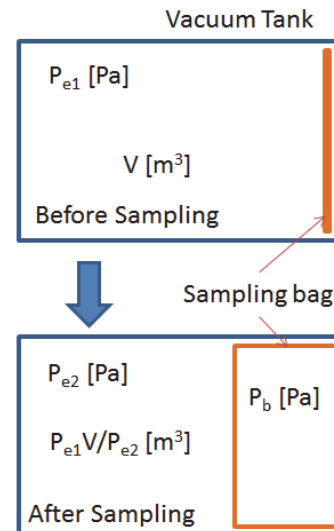 Vacuum Tank
Pe1 [Pa]
V [m³]
Before Sampling
Sampling bag
Pe2 [Pa]
Pb [Pa]
Pe1V/Pe2 [m³]
After Sampling